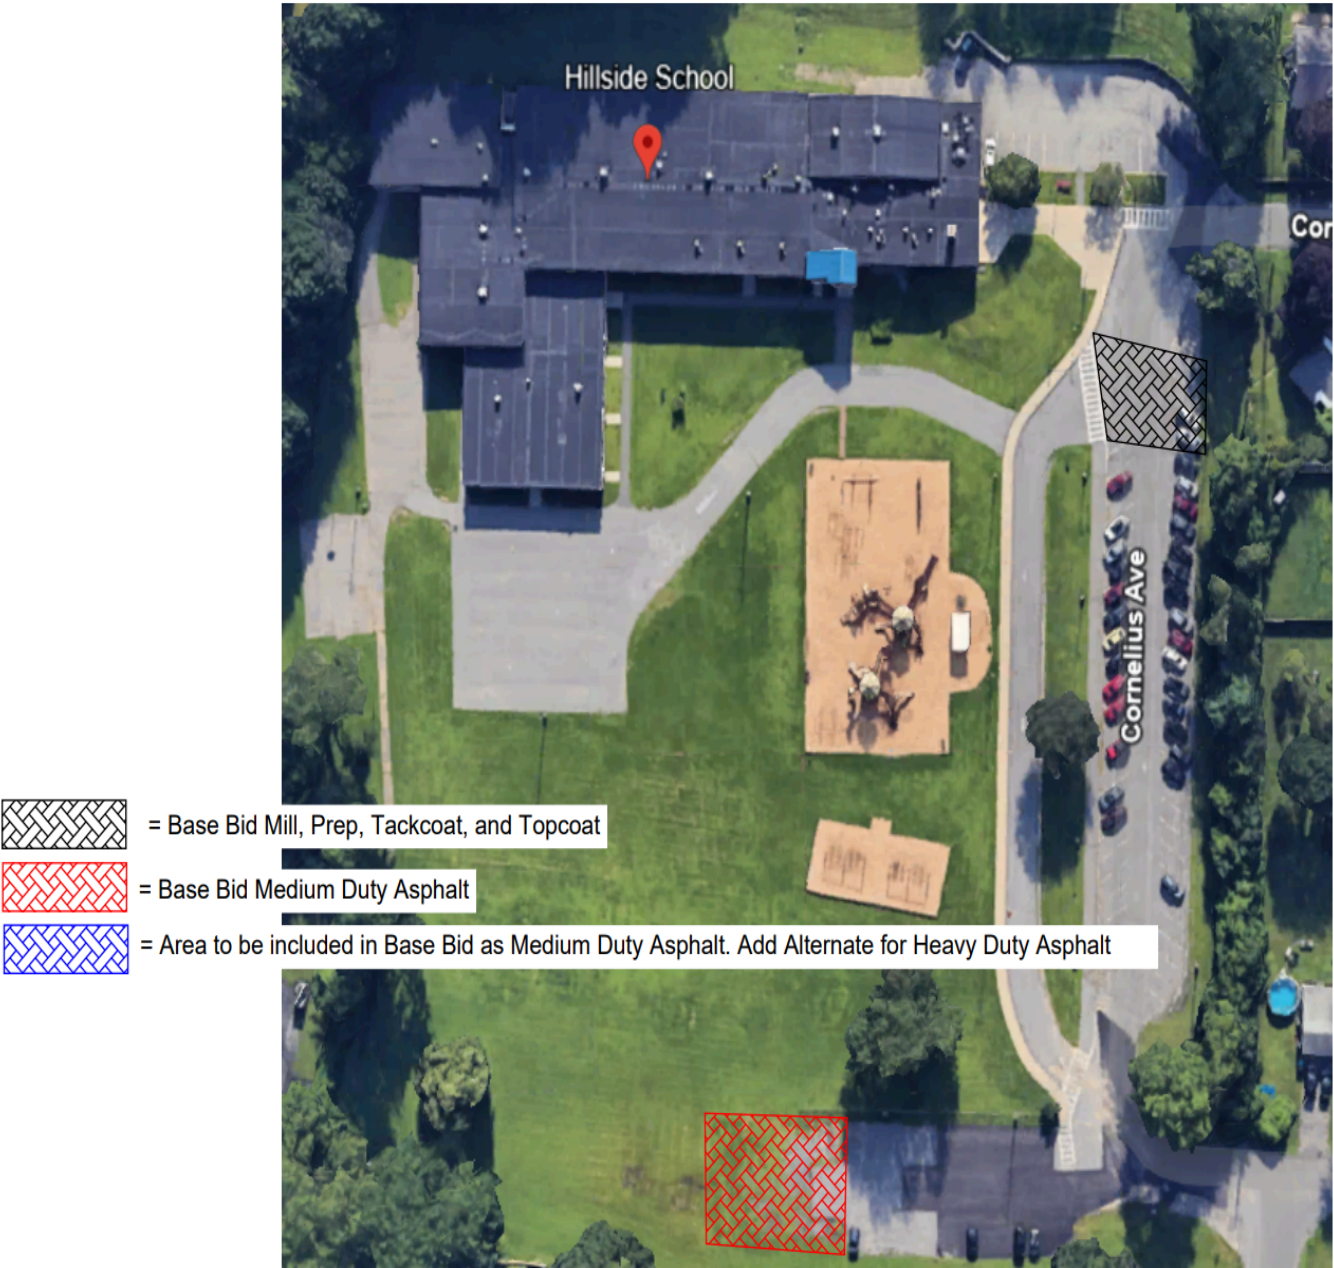 Hillside School
Cor
Cornelius Ave
= Base Bid Mill, Prep, Tackcoat, and Topcoat
= Base Bid Medium Duty Asphalt
= Area to be included in Base Bid as Medium Duty Asphalt. Add Alternate for Heavy Duty Asphalt